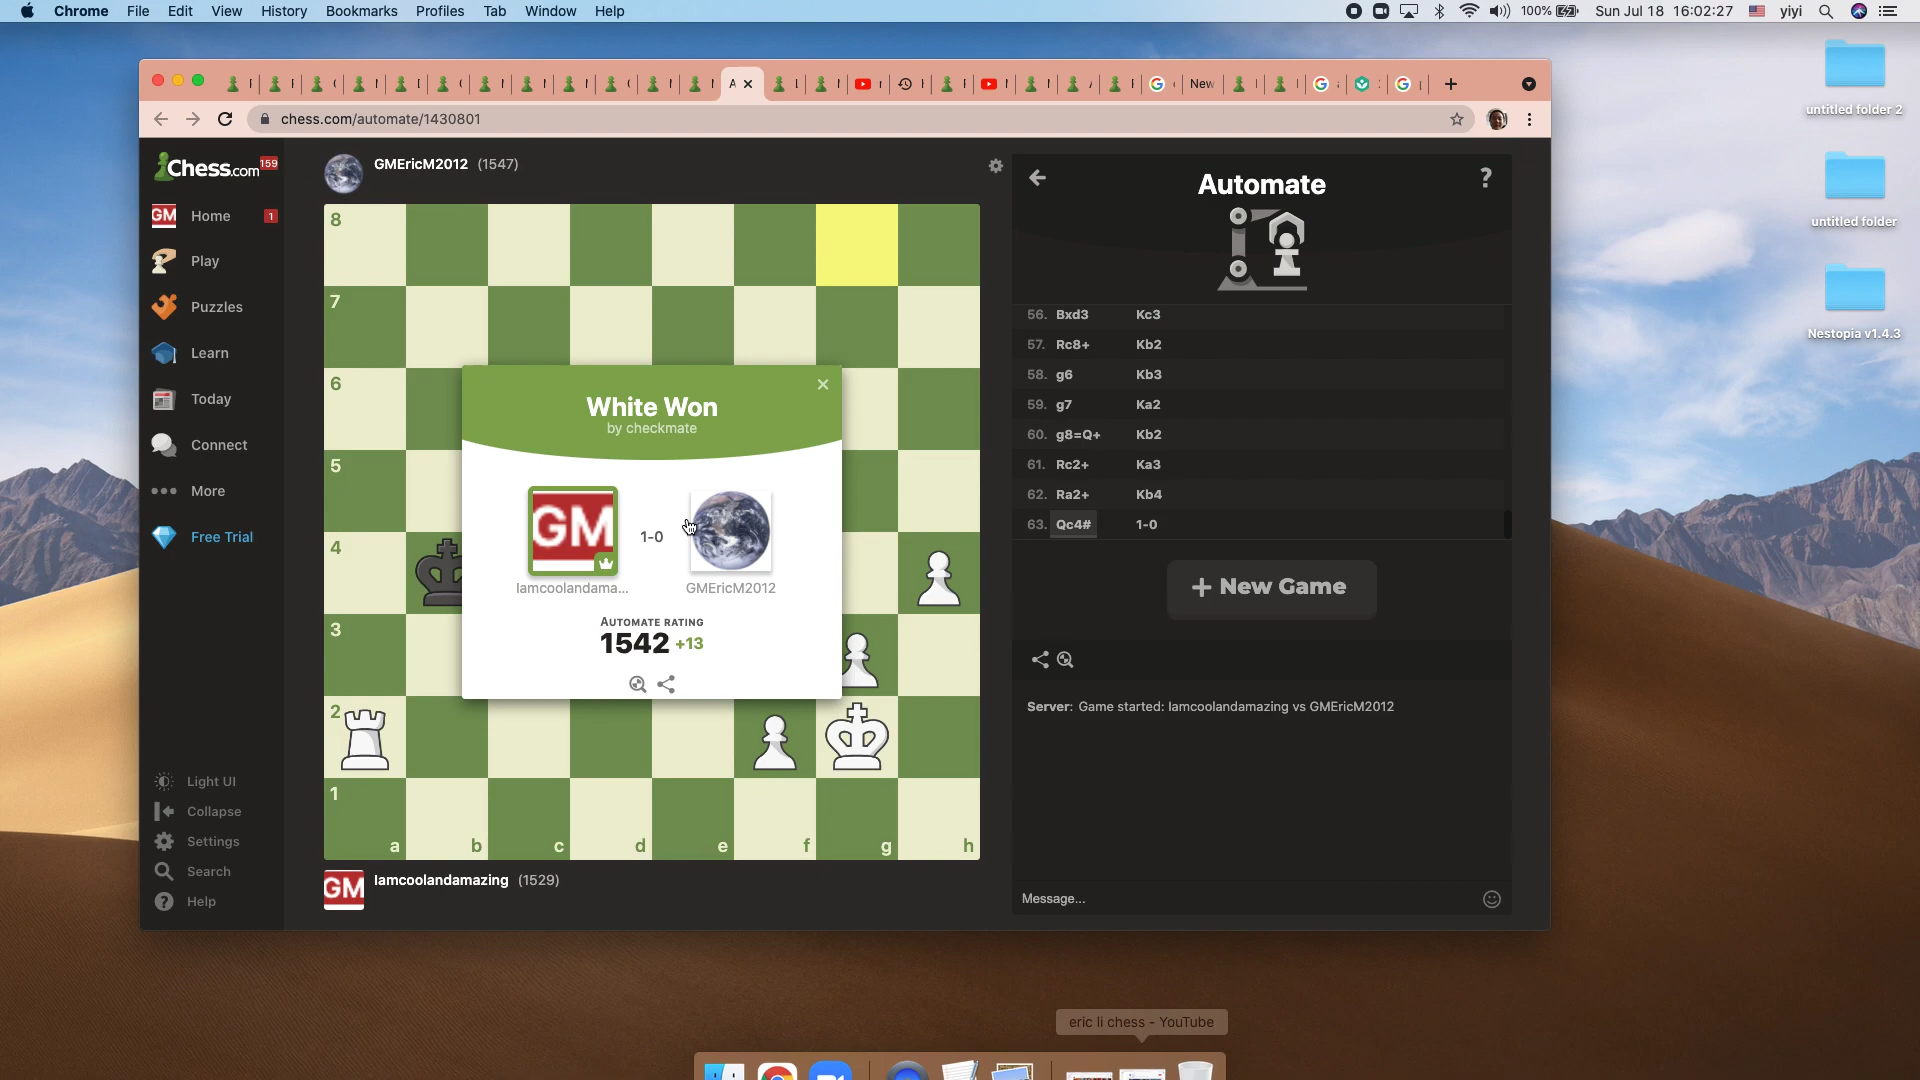 Chrome File Edit View History Bookmarks Profiles Tab Window Help
100% Sun Jul 18 16:02:27 yiyi
untitled folder 2
untitled folder
Nestopia v1.4.3
New
chess.com/automate/1430801
Chess.com 159
GM Home 1
Play
Puzzles
Learn
Today
Connect
More
Free Trial
Light UI
Collapse
Settings
Search
Help
GMEricM2012 (1547)
8
7
6
5
4
3
2
1
a b c d e f g h
White Won
by checkmate
GM
1-0
Iamcoolandama...
GMEricM2012
AUTOMATE RATING
1542 +13
GM Iamcoolandamazing (1529)
Automate
?
56. Bxd3 Kc3
57. Rc8+ Kb2
58. g6 Kb3
59. g7 Ka2
60. g8=Q+ Kb2
61. Rc2+ Ka3
62. Ra2+ Kb4
63. Qc4# 1-0
+ New Game
Server: Game started: Iamcoolandamazing vs GMEricM2012
Message...
eric li chess - YouTube